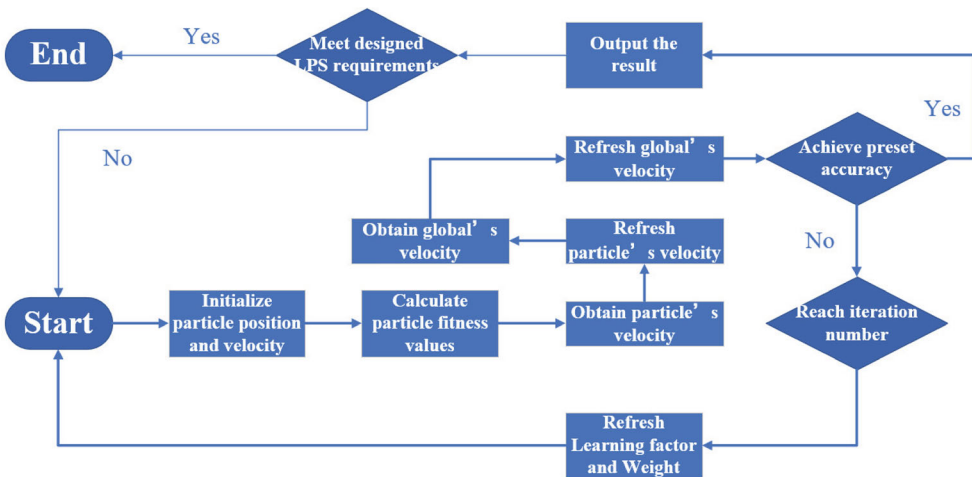 End
Yes
Meet designed
LPS requirements
Output the
result
No
Yes
Refresh global’s
velocity
Achieve preset
accuracy
Obtain global’s
velocity
Refresh
particle’s velocity
No
Start
Initialize
particle position
and velocity
Calculate
particle fitness
values
Obtain particle’s
velocity
Reach iteration
number
Refresh
Learning factor
and Weight